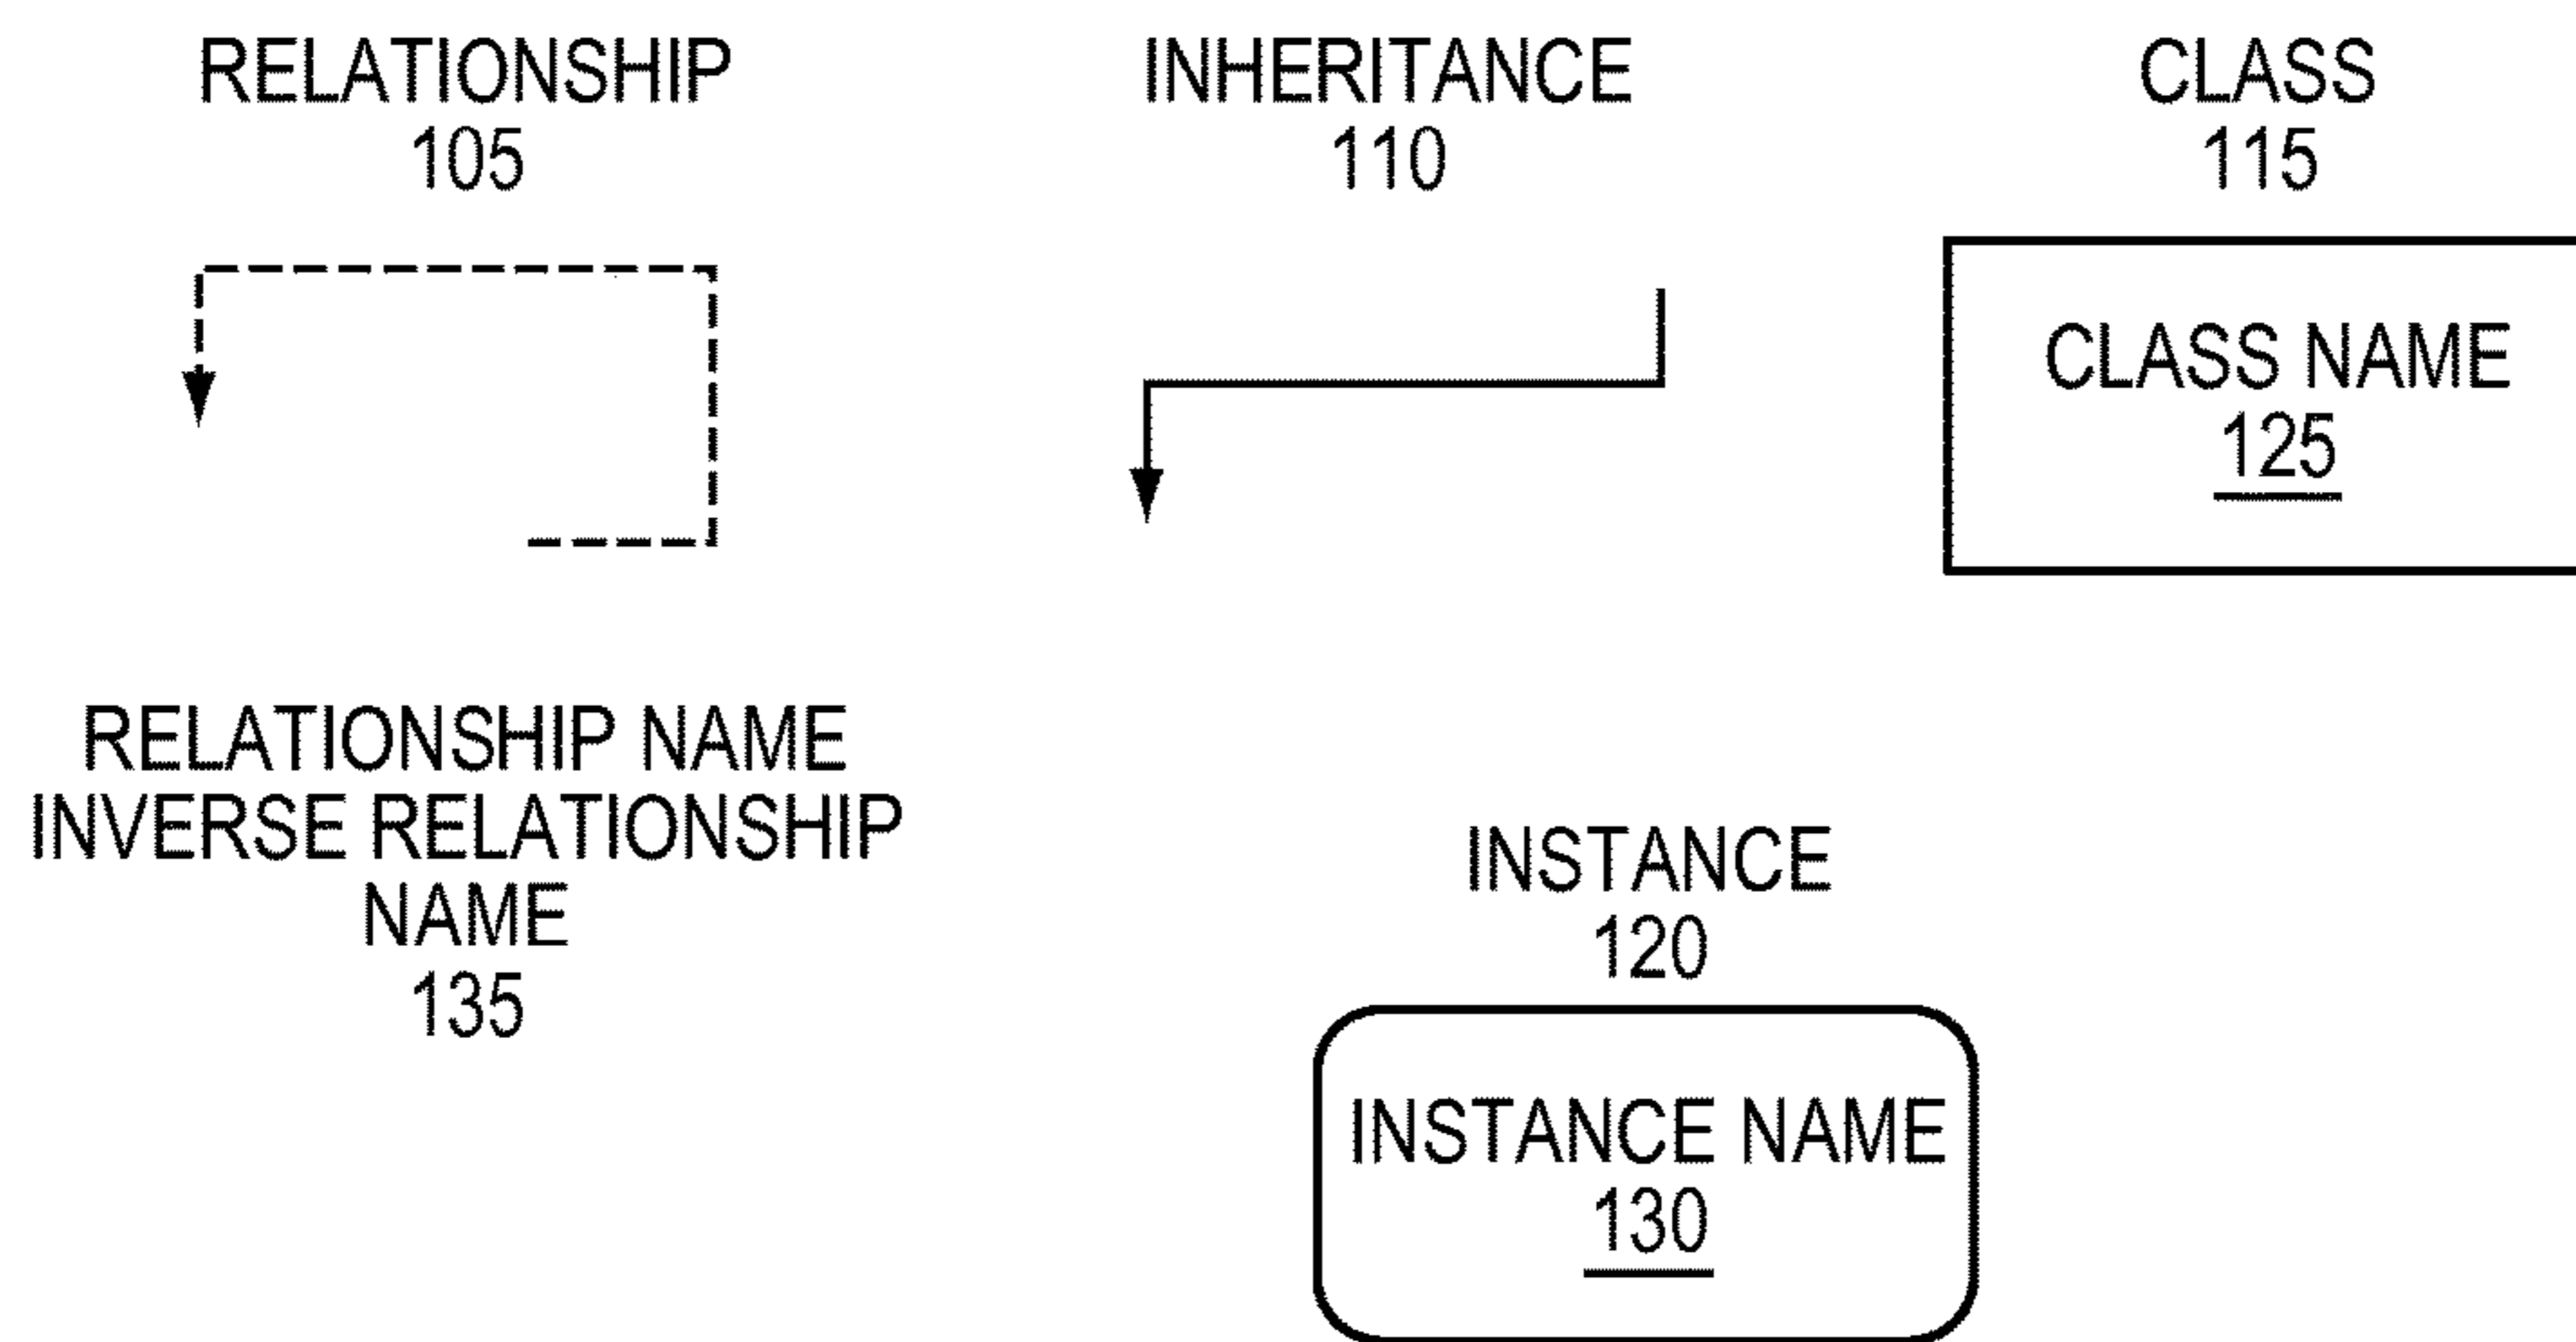 RELATIONSHIP
105
INHERITANCE
110
CLASS
115
CLASS NAME
125
RELATIONSHIP NAME
INVERSE RELATIONSHIP
NAME
135
INSTANCE
120
INSTANCE NAME
130